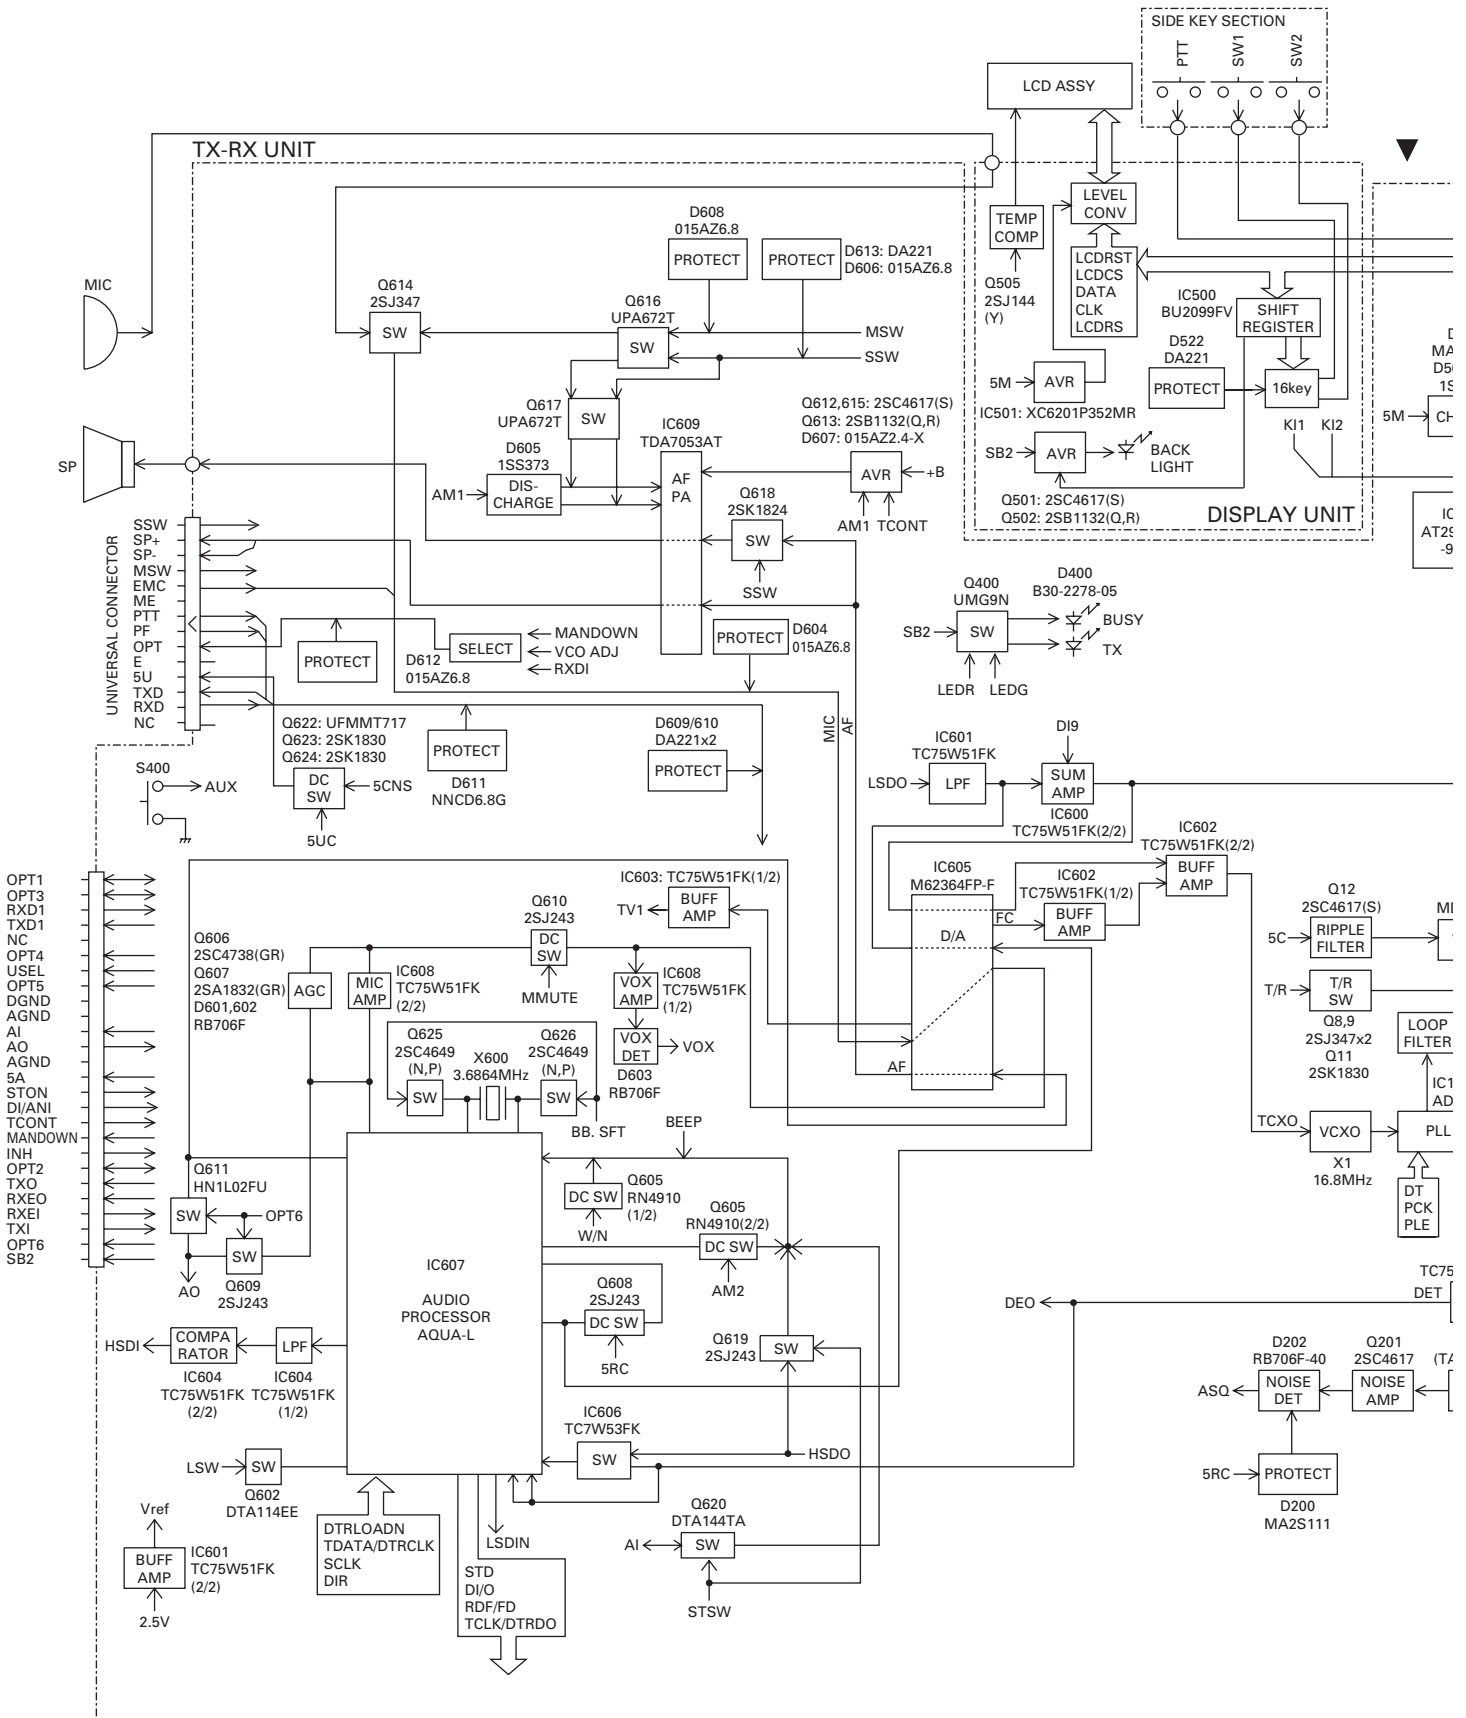 SIDE KEY SECTION
PTT
SW1
SW2
LCD ASSY
TX-RX UNIT
LEVEL
CONV
TEMP
COMP
Q505
2SJ144
(Y)
LCDRST
LCDCS
DATA
CLK
LCDRS
IC500
BU2099FV
SHIFT
REGISTER
D522
DA221
PROTECT
16key
5M
AVR
IC501: XC6201P352MR
KI1
KI2
SB2
AVR
BACK
LIGHT
Q501: 2SC4617(S)
Q502: 2SB1132(Q,R)
DISPLAY UNIT
5M
CH
MA
1S
IC
AT29
-9
D608
015AZ6.8
PROTECT
PROTECT
D613: DA221
D606: 015AZ6.8
MIC
Q614
2SJ347
SW
Q616
UPA672T
SW
MSW
SSW
Q617
UPA672T
SW
IC609
TDA7053AT
Q612,615: 2SC4617(S)
Q613: 2SB1132(Q,R)
D607: 015AZ2.4-X
SP
D605
1SS373
AM1
DIS-
CHARGE
AF
PA
AVR
+B
AM1
TCONT
Q618
2SK1824
SW
SSW
UNIVERSAL CONNECTOR
SSW
SP+
SP-
MSW
EMC
ME
PTT
PF
OPT
E
5U
TXD
RXD
NC
PROTECT
D612
015AZ6.8
SELECT
MANDOWN
VCO ADJ
RXDI
PROTECT
D604
015AZ6.8
Q400
UMG9N
SB2
SW
LEDR
LEDG
D400
B30-2278-05
BUSY
TX
Q622: UFMMT717
Q623: 2SK1830
Q624: 2SK1830
DC
SW
5CNS
5UC
PROTECT
D611
NNCD6.8G
D609/610
DA221x2
PROTECT
MIC
AF
S400
AUX
IC601
TC75W51FK
LSDO
LPF
DI9
SUM
AMP
IC600
TC75W51FK(2/2)
IC602
TC75W51FK(2/2)
BUFF
AMP
OPT1
OPT3
RXD1
TXD1
NC
OPT4
USEL
OPT5
DGND
AGND
AI
AO
AGND
5A
STON
DI/ANI
TCONT
MANDOWN
INH
OPT2
TXO
RXEO
RXEI
TXI
OPT6
SB2
IC603: TC75W51FK(1/2)
TV1
BUFF
AMP
IC605
M62364FP-F
D/A
FC
AF
IC602
TC75W51FK(1/2)
BUFF
AMP
Q606
2SC4738(GR)
Q607
2SA1832(GR)
D601,602
RB706F
AGC
MIC
AMP
IC608
TC75W51FK
(2/2)
Q610
2SJ243
DC
SW
MMUTE
VOX
AMP
IC608
TC75W51FK
(1/2)
VOX
DET
VOX
D603
RB706F
Q625
2SC4649
(N,P)
SW
X600
3.6864MHz
Q626
2SC4649
(N,P)
SW
BB. SFT
BEEP
Q12
2SC4617(S)
5C
RIPPLE
FILTER
T/R
T/R
SW
Q8,9
2SJ347x2
Q11
2SK1830
LOOP
FILTER
IC1
AD
TCXO
VCXO
PLL
X1
16.8MHz
DT
PCK
PLE
Q611
HN1L02FU
SW
OPT6
SW
AO
Q609
2SJ243
DC SW
Q605
RN4910
(1/2)
W/N
Q605
RN4910(2/2)
DC SW
AM2
IC607
AUDIO
PROCESSOR
AQUA-L
Q608
2SJ243
DC SW
5RC
HSDI
COMPA
RATOR
IC604
TC75W51FK
(2/2)
LPF
IC604
TC75W51FK
(1/2)
Q619
2SJ243
SW
DEO
TC75
DET
D202
RB706F-40
ASQ
NOISE
DET
Q201
2SC4617
NOISE
AMP
(TA
5RC
PROTECT
D200
MA2S111
IC606
TC7W53FK
SW
HSDO
LSW
SW
Q602
DTA114EE
Vref
BUFF
AMP
IC601
TC75W51FK
(2/2)
2.5V
DTRLOADN
TDATA/DTRCLK
SCLK
DIR
LSDIN
STD
DI/O
RDF/FD
TCLK/DTRDO
Q620
DTA144TA
AI
SW
STSW